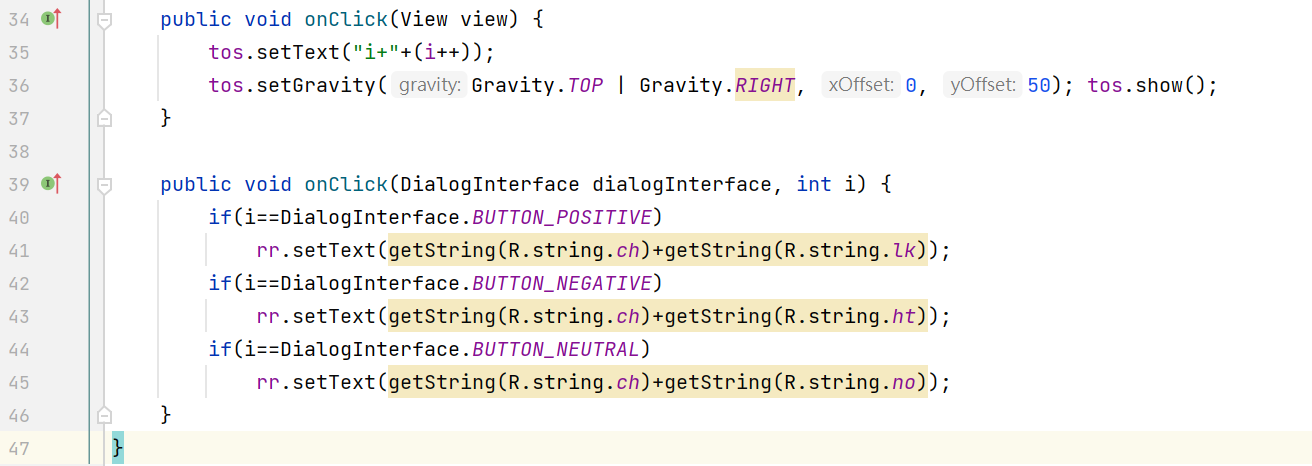 34 public void onClick(View view) {
35 tos.setText("i+"+(i++));
36 tos.setGravity( gravity: Gravity.TOP | Gravity.RIGHT, xOffset: 0, yOffset: 50); tos.show();
37 }
38
39 public void onClick(DialogInterface dialogInterface, int i) {
40 if(i==DialogInterface.BUTTON_POSITIVE)
41 rr.setText(getString(R.string.ch)+getString(R.string.lk));
42 if(i==DialogInterface.BUTTON_NEGATIVE)
43 rr.setText(getString(R.string.ch)+getString(R.string.ht));
44 if(i==DialogInterface.BUTTON_NEUTRAL)
45 rr.setText(getString(R.string.ch)+getString(R.string.no));
46 }
47 }